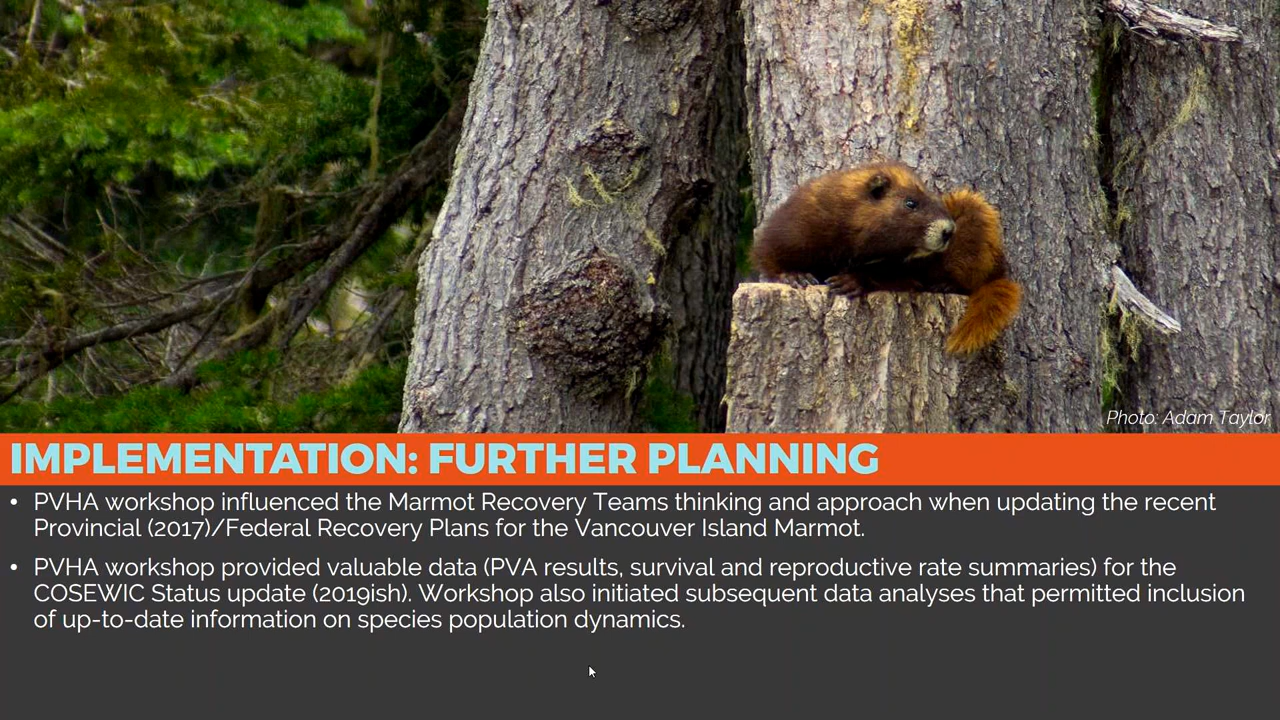 Photo: Adam Taylor
IMPLEMENTATION: FURTHER PLANNING
• PVHA workshop influenced the Marmot Recovery Teams thinking and approach when updating the recent
Provincial (2017)/Federal Recovery Plans for the Vancouver Island Marmot.
• PVHA workshop provided valuable data (PVA results, survival and reproductive rate summaries) for the
COSEWIC Status update (2019ish). Workshop also initiated subsequent data analyses that permitted inclusion
of up-to-date information on species population dynamics.